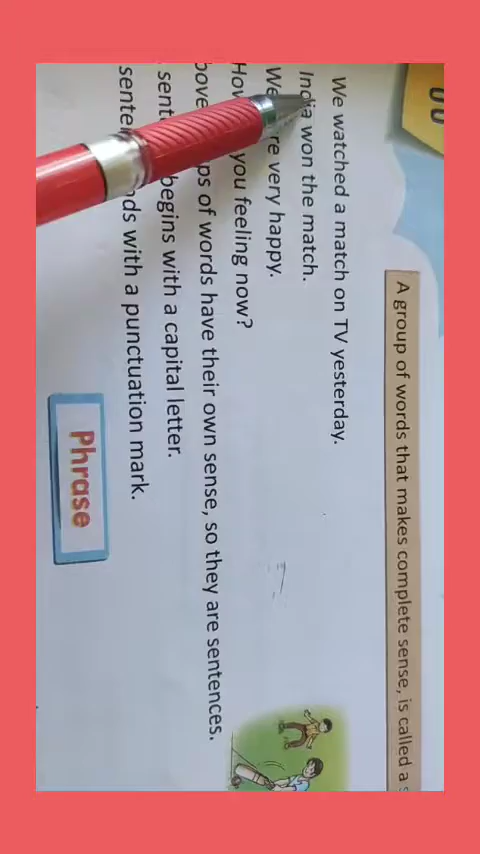 A group of words that makes complete sense, is called a
We watched a match on TV yesterday.
India won the match.
We very happy.
you feeling now?
of words have their own sense, so they are sentences.
begins with a capital letter.
with a punctuation mark.
Phrase